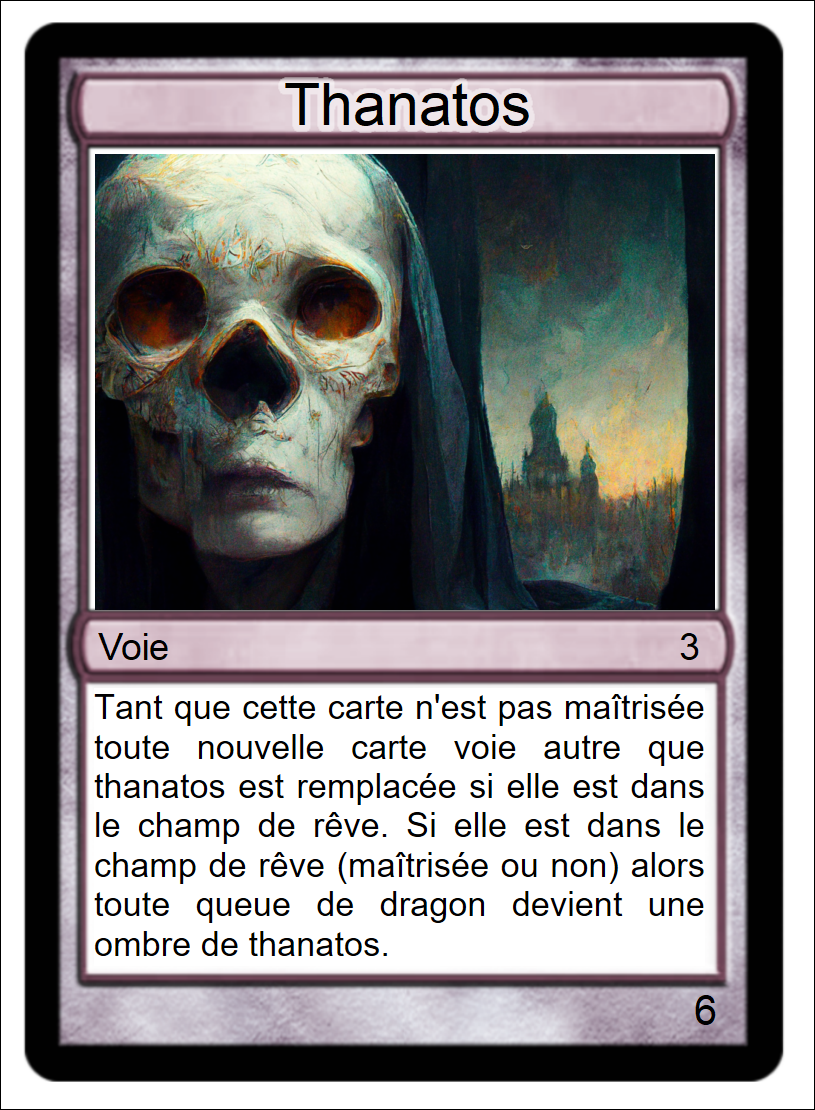 Thanatos
Voie 3
Tant que cette carte n'est pas maîtrisée
toute nouvelle carte voie autre que
thanatos est remplacée si elle est dans
le champ de rêve. Si elle est dans le
champ de rêve (maîtrisée ou non) alors
toute queue de dragon devient une
ombre de thanatos.
6